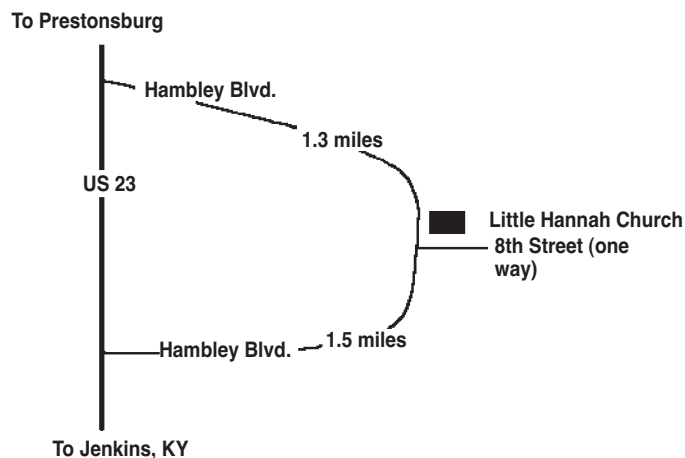 To Prestonsburg
Hambley Blvd.
1.3 miles
US 23
Little Hannah Church
8th Street (one
way)
1.5 miles
Hambley Blvd.
To Jenkins, KY